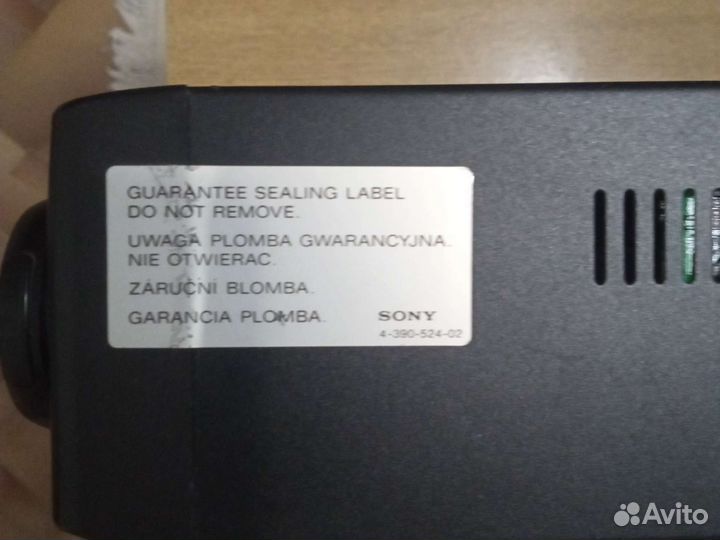 GUARANTEE SEALING LABEL
DO NOT REMOVE.
UWAGA PLOMBA GWARANCYJNA.
NIE OTWIERAC.
ZÁRUČNÍ BLOMBA.
GARANCIA PLOMBA. SONY
4-390-524-02
Avito